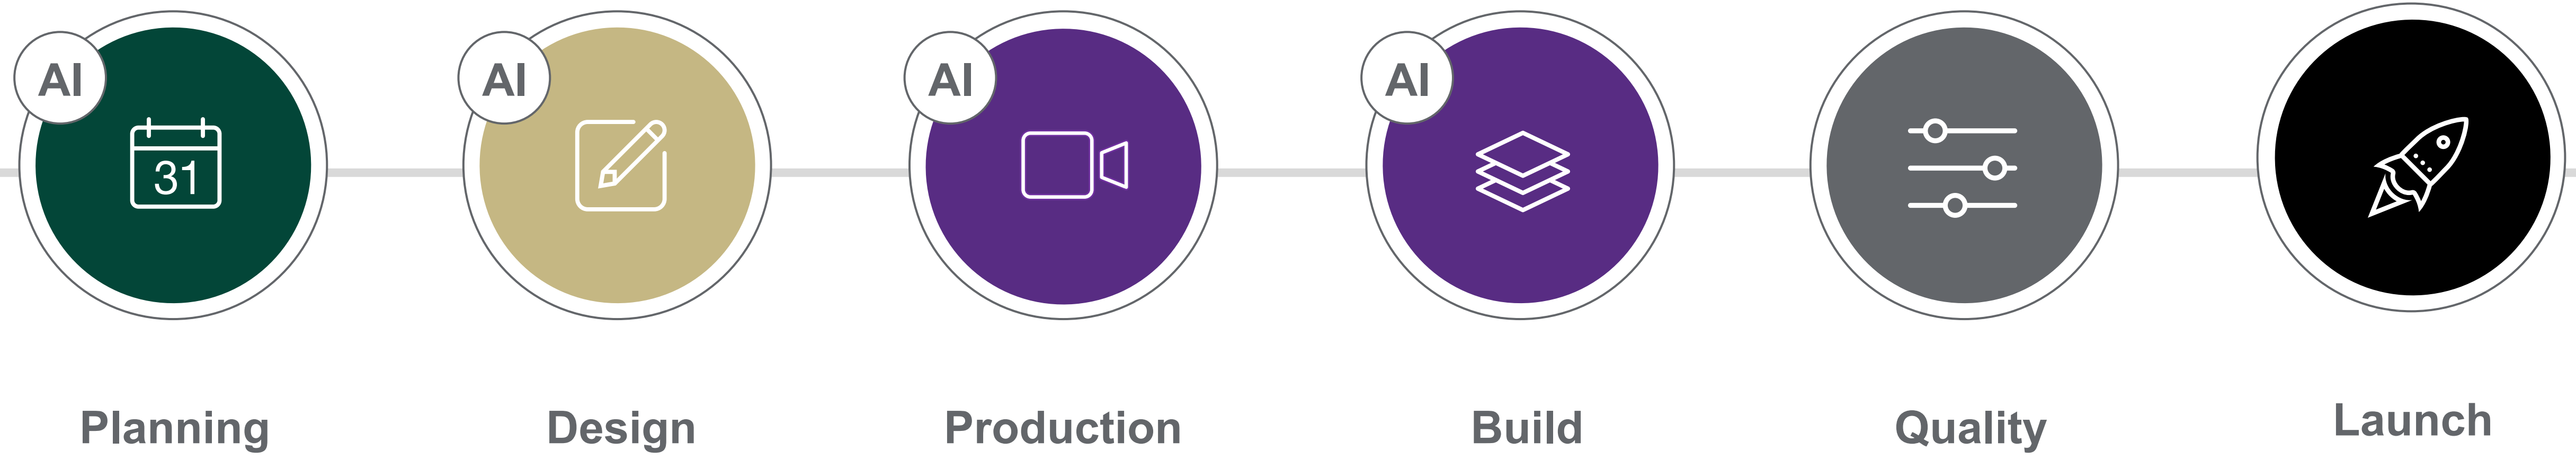 AI
AI
AI
AI
31
Planning
Design
Production
Build
Quality
Launch